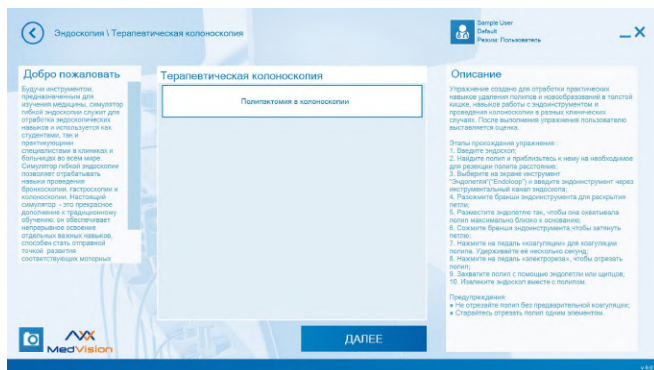 Эндоскопия \ Терапевтическая колоноскопия
Sample User
Default
Режим: Пользователь
Добро пожаловать
Будучи инструментом,
предназначенным для
изучения медицины, симулятор
гибкой эндоскопии служит для
отработки эндоскопических
навыков и используется как
студентами, так и
практикующими
специалистами в клиниках и
больницах во всем мире.
Симулятор гибкой эндоскопии
позволяет отрабатывать
навыки проведения
бронхоскопии, гастроскопии и
колоноскопии. Настоящий
симулятор - это прекрасное
дополнение к традиционному
обучению: он обеспечивает
непрерывное освоение
отдельных важных навыков,
способен стать отправной
точкой развития
соответствующих моторных
Терапевтическая колоноскопия
Полипэктомия в колоноскопии
Описание
Упражнение создано для отработки практических
навыков удаления полипов и новообразований в толстой
кишке, навыков работы с эндоинструментом и
проведения колоноскопии в разных клинических
случаях. После выполнения упражнения пользователю
выставляется оценка.
Этапы прохождения упражнения:
1. Введите эндоскоп;
2. Найдите полип и приблизьтесь к нему на необходимое
для резекции полипа расстояние;
3. Выберите на экране инструмент
"Эндопетля"("Endoloop") и введите эндоинструмент через
инструментальный канал эндоскопа;
4. Разожмите бранши эндоинструмента для раскрытия
петли;
5. Разместите эндопетлю так, чтобы она охватывала
полип максимально близко к основанию;
6. Сожмите бранши эндоинструмента,чтобы затянуть
петлю;
7. Нажмите на педаль «коагуляции» для коагуляции
полипа. Удерживайте ее несколько секунд;
8. Нажмите на педаль «электрореза», чтобы отрезать
полип;
9. Захватите полип с помощью эндопетли или щипцов;
10. Извлеките эндоскоп вместе с полипом.
Предупреждения:
● Не отрезайте полип без предварительной коагуляции;
● Старайтесь отрезать полип одним элементом.
MedVision
ДАЛЕЕ